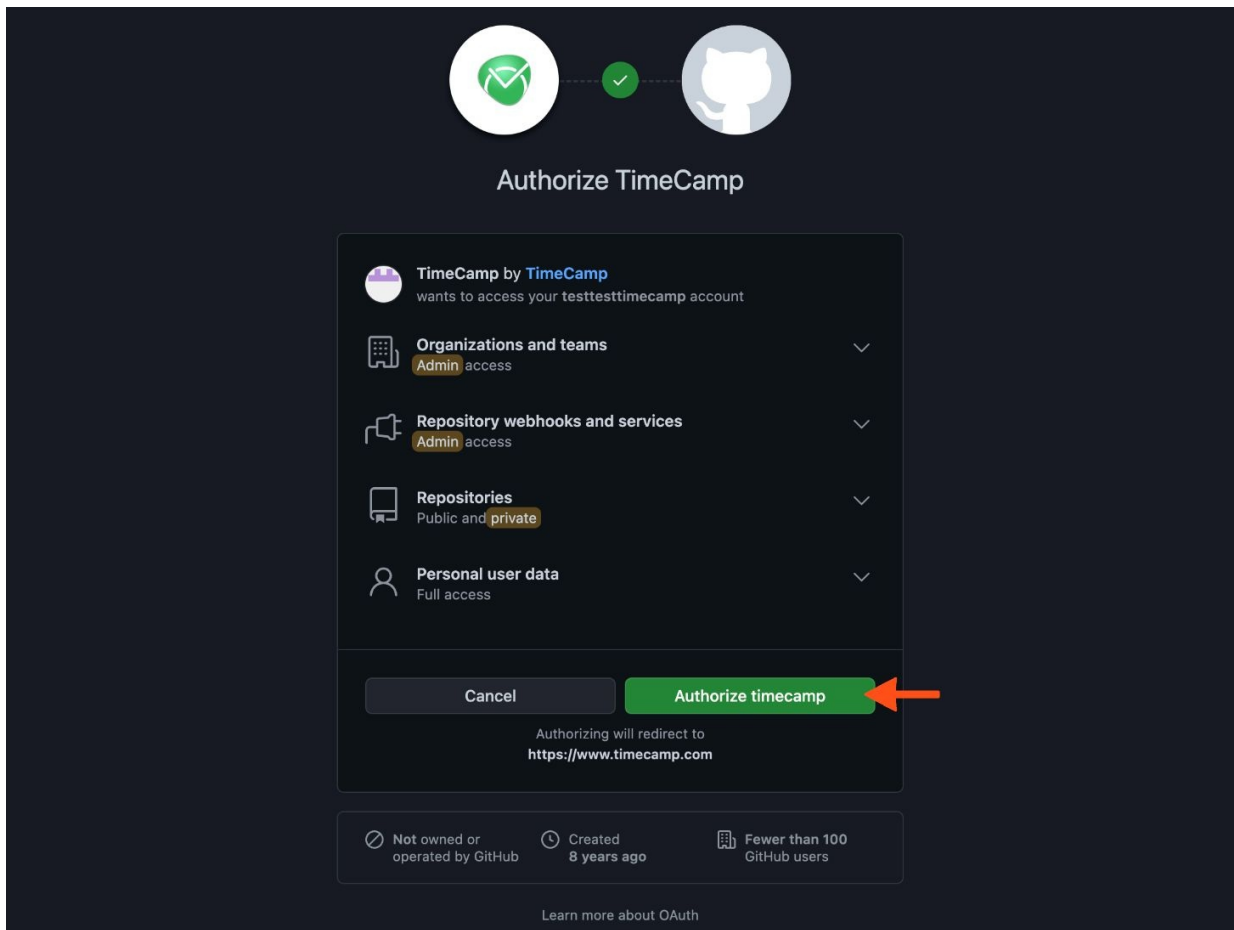 Authorize TimeCamp
TimeCamp by TimeCamp
wants to access your testtesttimecamp account
Organizations and teams
Admin access
Repository webhooks and services
Admin access
Repositories
Public and private
Personal user data
Full access
Cancel
Authorize timecamp
Authorizing will redirect to
https://www.timecamp.com
Not owned or
operated by GitHub
Created
8 years ago
Fewer than 100
GitHub users
Learn more about OAuth